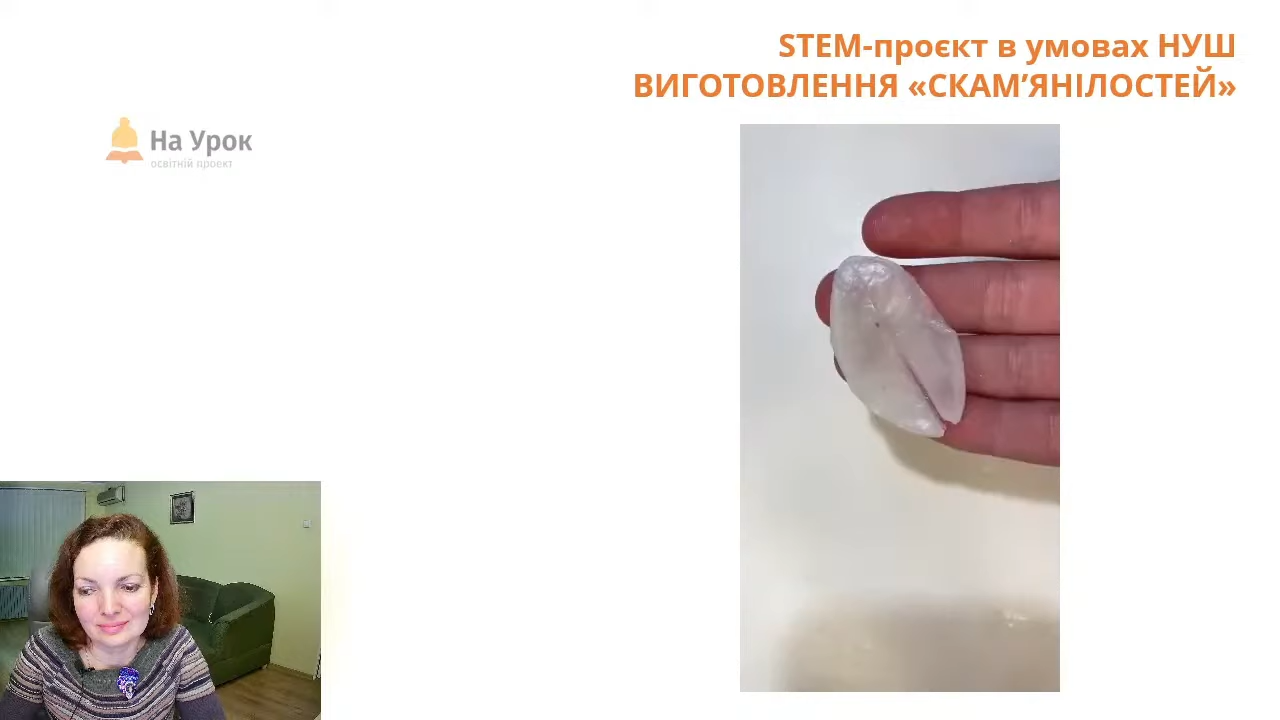 STEM-проєкт в умовах НУШ
ВИГОТОВЛЕННЯ «СКАМ’ЯНІЛОСТЕЙ»
На Урок
освітній проект